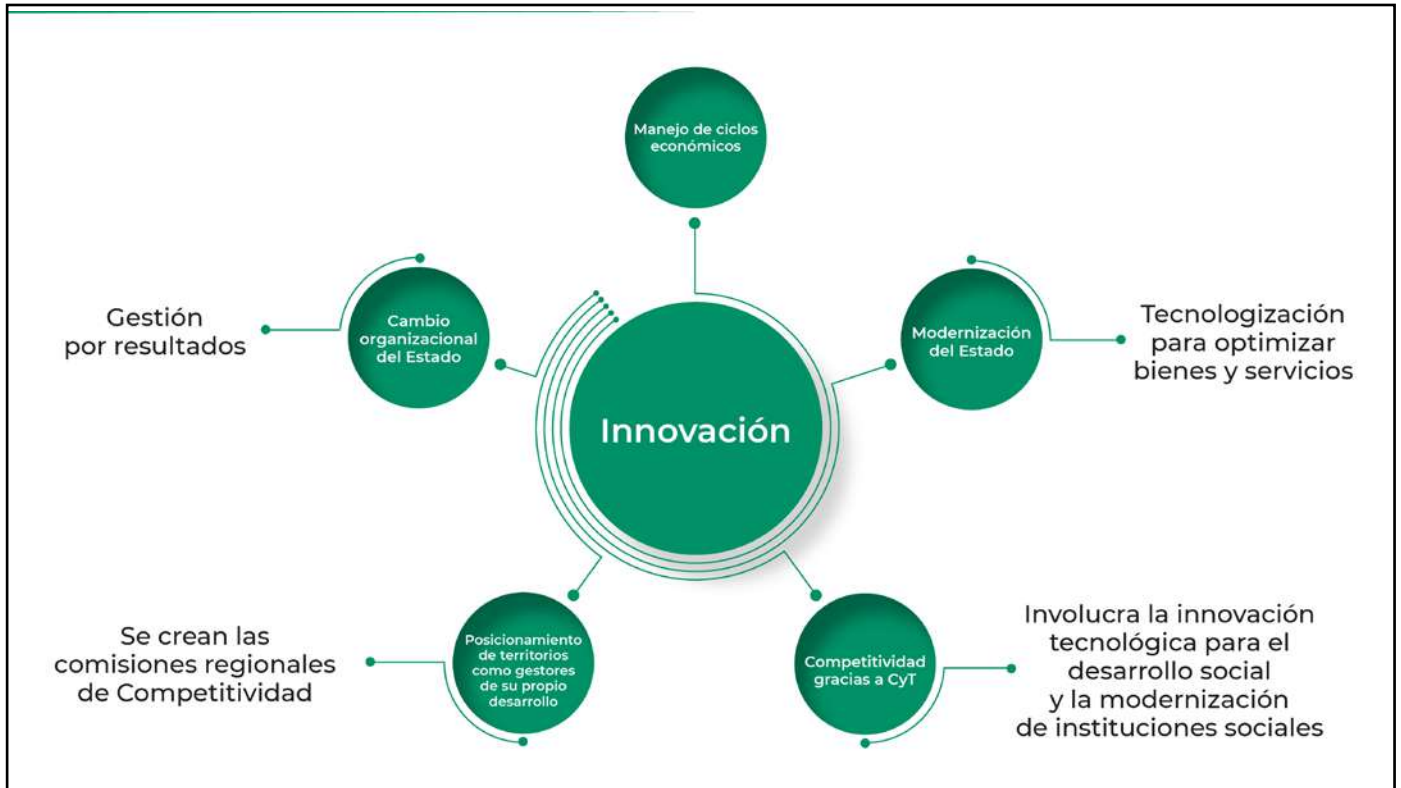 Manejo de ciclos
económicos
Gestión
por resultados
Cambio
organizacional
del Estado
Modernización
del Estado
Tecnologización
para optimizar
bienes y servicios
Innovación
Se crean las
comisiones regionales
de Competitividad
Posicionamiento
de territorios
como gestores
de su propio
desarrollo
Competitividad
gracias a CyT
Involucra la innovación
tecnológica para el
desarrollo social
y la modernización
de instituciones sociales